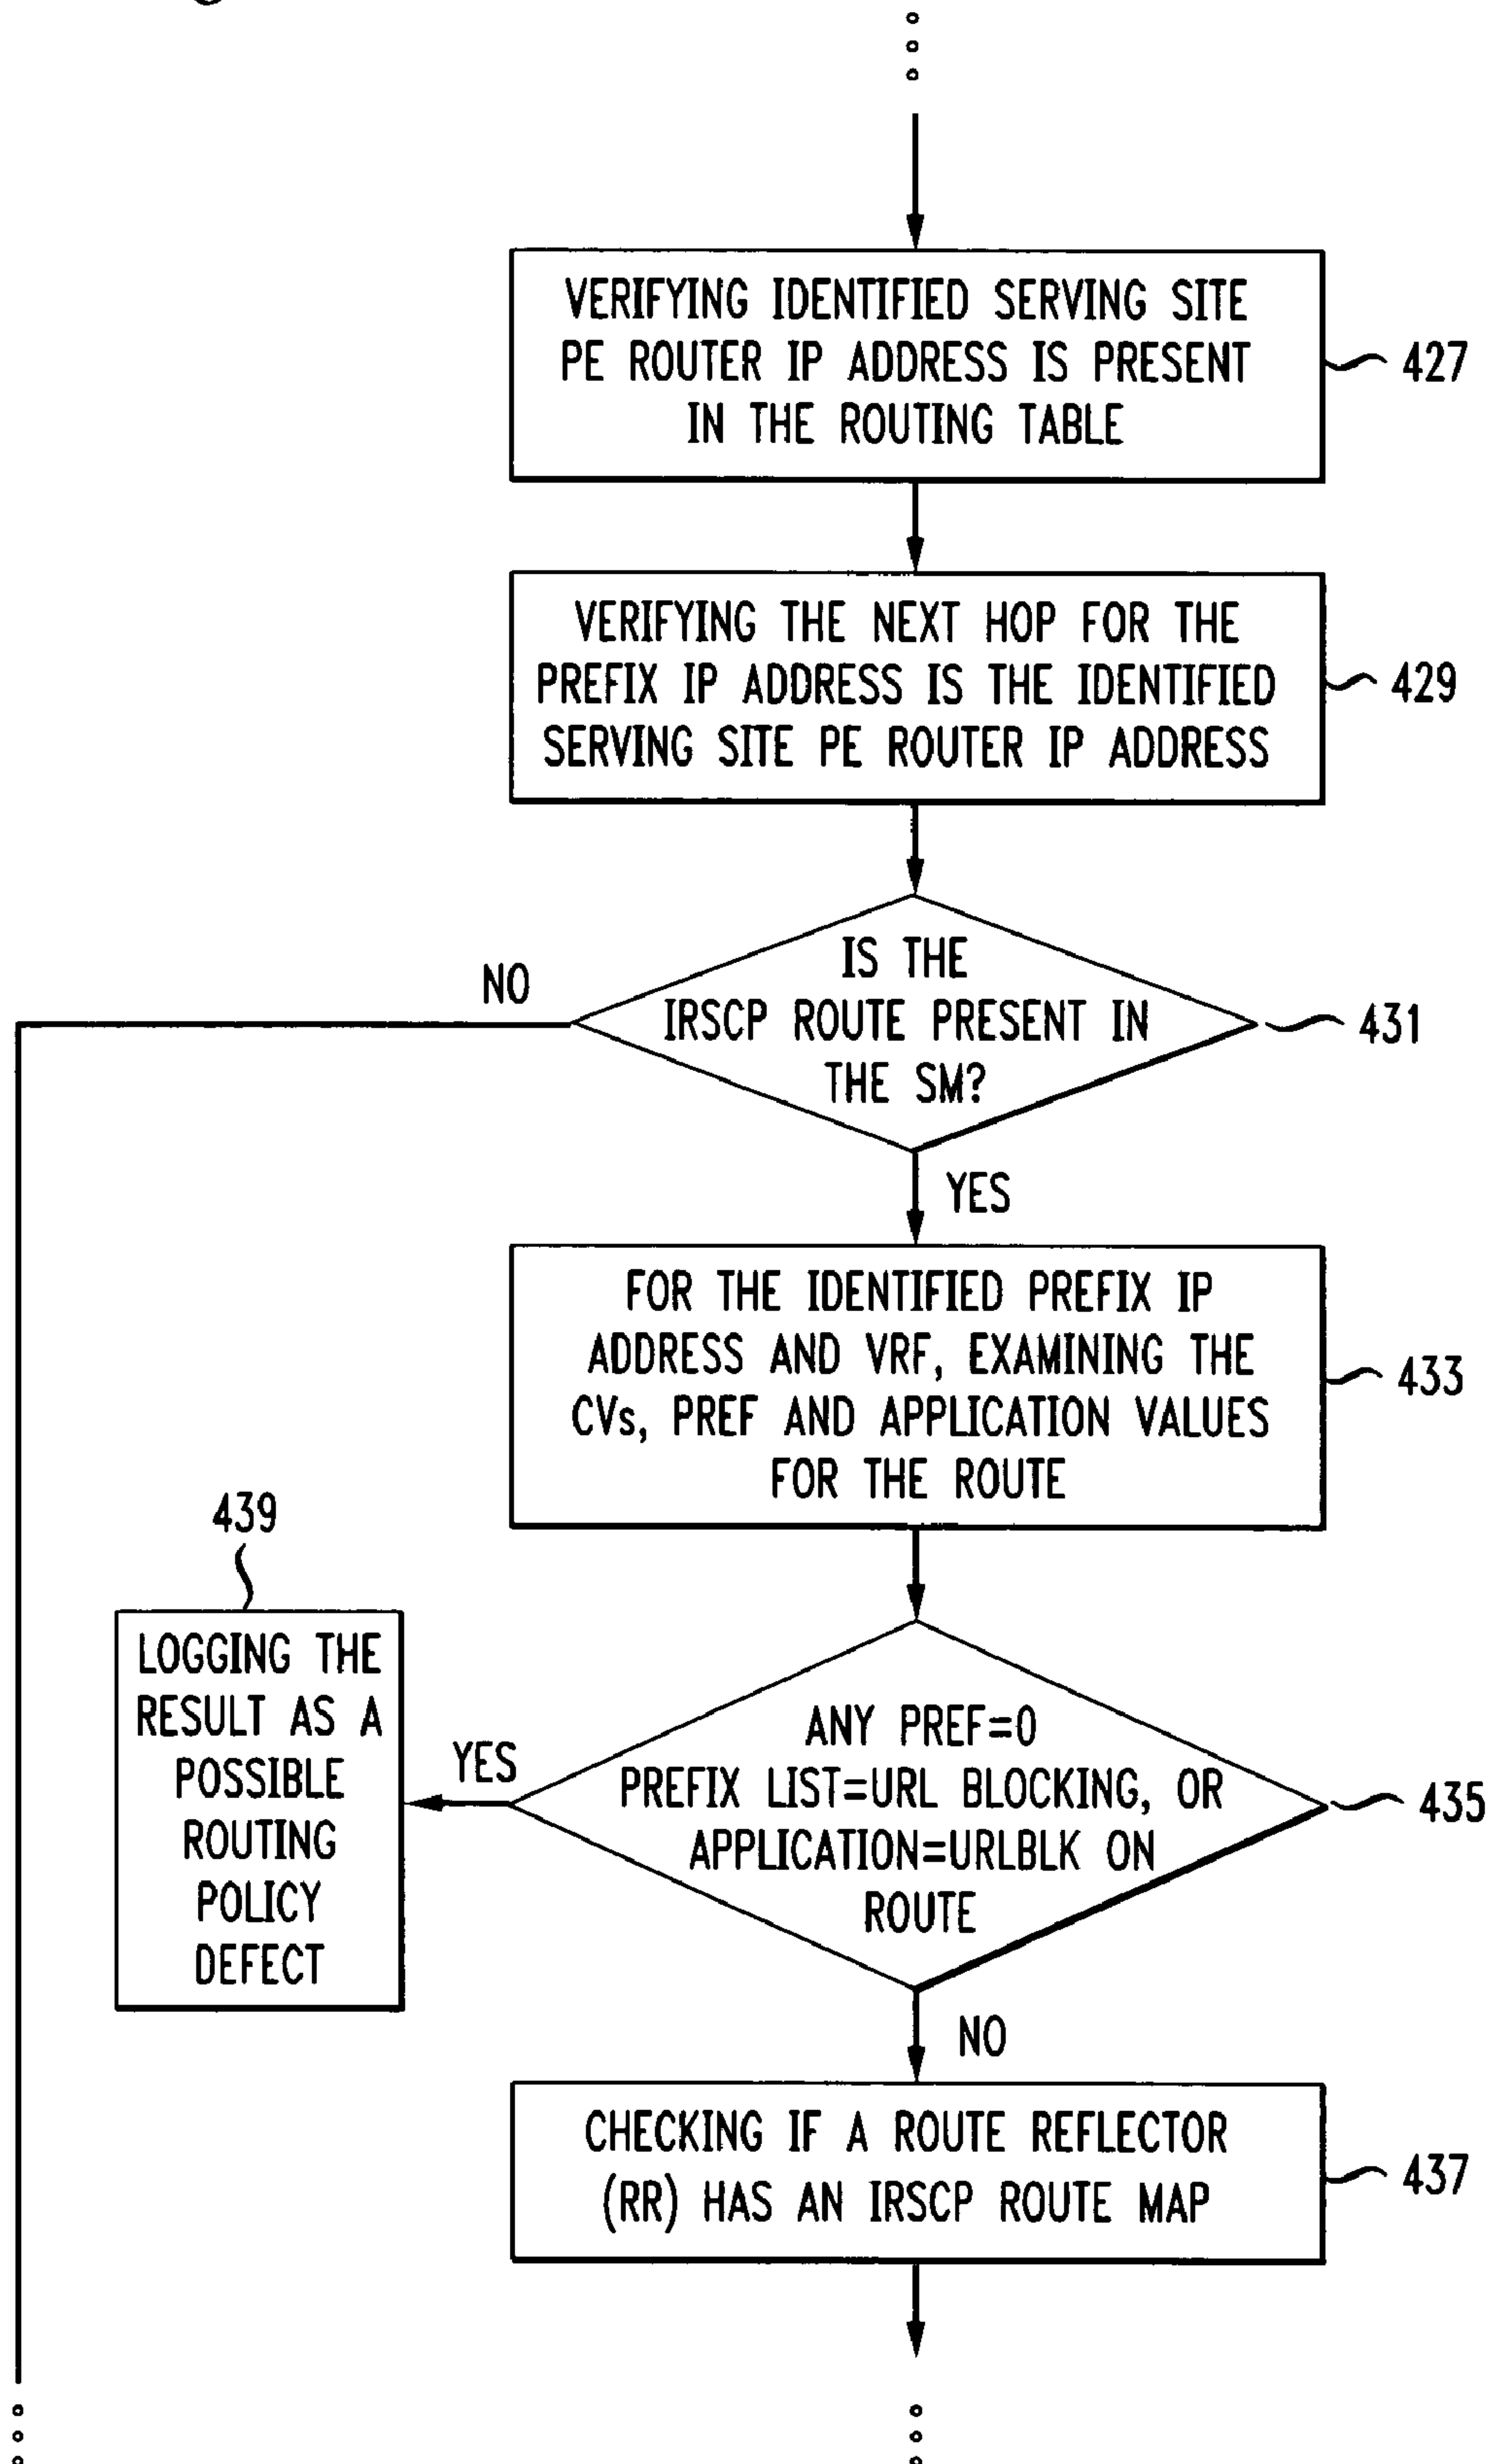 VERIFYING IDENTIFIED SERVING SITE
PE ROUTER IP ADDRESS IS PRESENT
IN THE ROUTING TABLE
427
VERIFYING THE NEXT HOP FOR THE
PREFIX IP ADDRESS IS THE IDENTIFIED
SERVING SITE PE ROUTER IP ADDRESS
429
NO
IS THE
IRSCP ROUTE PRESENT IN
THE SM?
431
YES
FOR THE IDENTIFIED PREFIX IP
ADDRESS AND VRF, EXAMINING THE
CVs, PREF AND APPLICATION VALUES
FOR THE ROUTE
433
439
LOGGING THE
RESULT AS A
POSSIBLE
ROUTING
POLICY
DEFECT
YES
ANY PREF=0
PREFIX LIST=URL BLOCKING, OR
APPLICATION=URLBLK ON
ROUTE
435
NO
CHECKING IF A ROUTE REFLECTOR
(RR) HAS AN IRSCP ROUTE MAP
437